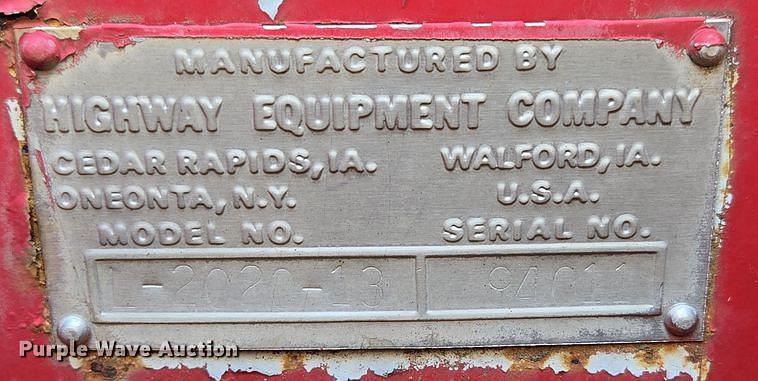 MANUFACTURED BY
HIGHWAY EQUIPMENT COMPANY
CEDAR RAPIDS, IA. WALFORD, IA.
ONEONTA, N.Y. U.S.A.
MODEL NO. SERIAL NO.
L-2020-13 94011
Purple Wave Auction